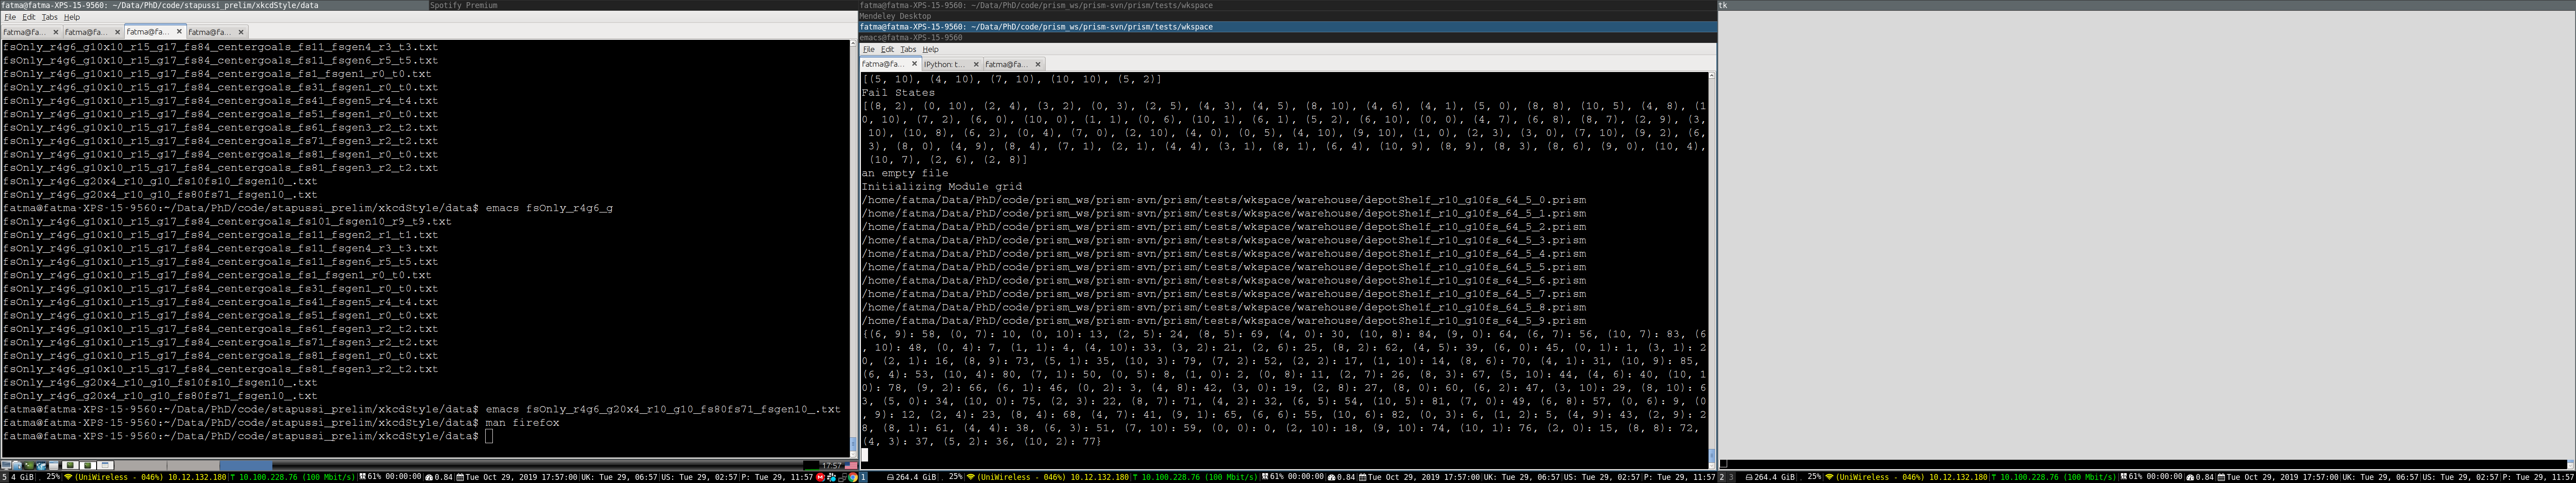 fatma@fatma-XPS-15-9560: ~/Data/PhD/code/stapussi_prelim/xkcdStyle/data
Spotify Premium
File Edit Tabs Help
fatma@fa...
fatma@fa...
fatma@fa...
fatma@fa...
fsOnly_r4g6_g10x10_r15_g17_fs84_centergoals_fs11_fsgen4_r3_t3.txt
fsOnly_r4g6_g10x10_r15_g17_fs84_centergoals_fs11_fsgen6_r5_t5.txt
fsOnly_r4g6_g10x10_r15_g17_fs84_centergoals_fs1_fsgen1_r0_t0.txt
fsOnly_r4g6_g10x10_r15_g17_fs84_centergoals_fs31_fsgen1_r0_t0.txt
fsOnly_r4g6_g10x10_r15_g17_fs84_centergoals_fs41_fsgen5_r4_t4.txt
fsOnly_r4g6_g10x10_r15_g17_fs84_centergoals_fs51_fsgen1_r0_t0.txt
fsOnly_r4g6_g10x10_r15_g17_fs84_centergoals_fs61_fsgen3_r2_t2.txt
fsOnly_r4g6_g10x10_r15_g17_fs84_centergoals_fs71_fsgen3_r2_t2.txt
fsOnly_r4g6_g10x10_r15_g17_fs84_centergoals_fs81_fsgen1_r0_t0.txt
fsOnly_r4g6_g10x10_r15_g17_fs84_centergoals_fs81_fsgen3_r2_t2.txt
fsOnly_r4g6_g20x4_r10_g10_fs10fs10_fsgen10_.txt
fsOnly_r4g6_g20x4_r10_g10_fs80fs71_fsgen10_.txt
fatma@fatma-XPS-15-9560:~/Data/PhD/code/stapussi_prelim/xkcdStyle/data$ emacs fsOnly_r4g6_g
fsOnly_r4g6_g10x10_r15_g17_fs84_centergoals_fs101_fsgen10_r9_t9.txt
fsOnly_r4g6_g10x10_r15_g17_fs84_centergoals_fs11_fsgen2_r1_t1.txt
fsOnly_r4g6_g10x10_r15_g17_fs84_centergoals_fs11_fsgen4_r3_t3.txt
fsOnly_r4g6_g10x10_r15_g17_fs84_centergoals_fs11_fsgen6_r5_t5.txt
fsOnly_r4g6_g10x10_r15_g17_fs84_centergoals_fs1_fsgen1_r0_t0.txt
fsOnly_r4g6_g10x10_r15_g17_fs84_centergoals_fs31_fsgen1_r0_t0.txt
fsOnly_r4g6_g10x10_r15_g17_fs84_centergoals_fs41_fsgen5_r4_t4.txt
fsOnly_r4g6_g10x10_r15_g17_fs84_centergoals_fs51_fsgen1_r0_t0.txt
fsOnly_r4g6_g10x10_r15_g17_fs84_centergoals_fs61_fsgen3_r2_t2.txt
fsOnly_r4g6_g10x10_r15_g17_fs84_centergoals_fs71_fsgen3_r2_t2.txt
fsOnly_r4g6_g10x10_r15_g17_fs84_centergoals_fs81_fsgen1_r0_t0.txt
fsOnly_r4g6_g10x10_r15_g17_fs84_centergoals_fs81_fsgen3_r2_t2.txt
fsOnly_r4g6_g20x4_r10_g10_fs10fs10_fsgen10_.txt
fsOnly_r4g6_g20x4_r10_g10_fs80fs71_fsgen10_.txt
fatma@fatma-XPS-15-9560:~/Data/PhD/code/stapussi_prelim/xkcdStyle/data$ emacs fsOnly_r4g6_g20x4_r10_g10_fs80fs71_fsgen10_.txt
fatma@fatma-XPS-15-9560:~/Data/PhD/code/stapussi_prelim/xkcdStyle/data$ man firefox
fatma@fatma-XPS-15-9560:~/Data/PhD/code/stapussi_prelim/xkcdStyle/data$
17:57
5 4 GiB 25% (UniWireless - 046%) 10.12.132.180 10.100.228.76 (100 Mbit/s) 61% 00:00:00 0.84 Tue Oct 29, 2019 17:57:00 UK: Tue 29, 06:57 US: Tue 29, 02:57 P: Tue 29, 11:57
fatma@fatma-XPS-15-9560: ~/Data/PhD/code/prism_ws/prism-svn/prism/tests/wkspace
Mendeley Desktop
fatma@fatma-XPS-15-9560: ~/Data/PhD/code/prism_ws/prism-svn/prism/tests/wkspace
emacs@fatma-XPS-15-9560
File Edit Tabs Help
fatma@fa...
IPython: t...
fatma@fa...
[(5, 10), (4, 10), (7, 10), (10, 10), (5, 2)]
Fail States
[(8, 2), (0, 10), (2, 4), (3, 2), (0, 3), (2, 5), (4, 3), (4, 5), (8, 10), (4, 6), (4, 1), (5, 0), (8, 8), (10, 5), (4, 8), (1
0, 10), (7, 2), (6, 0), (10, 0), (1, 1), (0, 6), (10, 1), (6, 1), (5, 2), (6, 10), (0, 0), (4, 7), (6, 8), (8, 7), (2, 9), (3,
10), (10, 8), (6, 2), (0, 4), (7, 0), (2, 10), (4, 0), (0, 5), (4, 10), (9, 10), (1, 0), (2, 3), (3, 0), (7, 10), (9, 2), (6,
3), (8, 0), (4, 9), (8, 4), (7, 1), (2, 1), (4, 4), (3, 1), (8, 1), (6, 4), (10, 9), (8, 9), (8, 3), (8, 6), (9, 0), (10, 4),
(10, 7), (2, 6), (2, 8)]
an empty file
Initializing Module grid
/home/fatma/Data/PhD/code/prism_ws/prism-svn/prism/tests/wkspace/warehouse/depotShelf_r10_g10fs_64_5_0.prism
/home/fatma/Data/PhD/code/prism_ws/prism-svn/prism/tests/wkspace/warehouse/depotShelf_r10_g10fs_64_5_1.prism
/home/fatma/Data/PhD/code/prism_ws/prism-svn/prism/tests/wkspace/warehouse/depotShelf_r10_g10fs_64_5_2.prism
/home/fatma/Data/PhD/code/prism_ws/prism-svn/prism/tests/wkspace/warehouse/depotShelf_r10_g10fs_64_5_3.prism
/home/fatma/Data/PhD/code/prism_ws/prism-svn/prism/tests/wkspace/warehouse/depotShelf_r10_g10fs_64_5_4.prism
/home/fatma/Data/PhD/code/prism_ws/prism-svn/prism/tests/wkspace/warehouse/depotShelf_r10_g10fs_64_5_5.prism
/home/fatma/Data/PhD/code/prism_ws/prism-svn/prism/tests/wkspace/warehouse/depotShelf_r10_g10fs_64_5_6.prism
/home/fatma/Data/PhD/code/prism_ws/prism-svn/prism/tests/wkspace/warehouse/depotShelf_r10_g10fs_64_5_7.prism
/home/fatma/Data/PhD/code/prism_ws/prism-svn/prism/tests/wkspace/warehouse/depotShelf_r10_g10fs_64_5_8.prism
/home/fatma/Data/PhD/code/prism_ws/prism-svn/prism/tests/wkspace/warehouse/depotShelf_r10_g10fs_64_5_9.prism
{(6, 9): 58, (0, 7): 10, (0, 10): 13, (2, 5): 24, (8, 5): 69, (4, 0): 30, (10, 8): 84, (9, 0): 64, (6, 7): 56, (10, 7): 83, (6
, 10): 48, (0, 4): 7, (1, 1): 4, (4, 10): 33, (3, 2): 21, (2, 6): 25, (8, 2): 62, (4, 5): 39, (6, 0): 45, (0, 1): 1, (3, 1): 2
0, (2, 1): 16, (8, 9): 73, (5, 1): 35, (10, 3): 79, (7, 2): 52, (2, 2): 17, (1, 10): 14, (8, 6): 70, (4, 1): 31, (10, 9): 85,
(6, 4): 53, (10, 4): 80, (7, 1): 50, (0, 5): 8, (1, 0): 2, (0, 8): 11, (2, 7): 26, (8, 3): 67, (5, 10): 44, (4, 6): 40, (10, 1
0): 78, (9, 2): 66, (6, 1): 46, (0, 2): 3, (4, 8): 42, (3, 0): 19, (2, 8): 27, (8, 0): 60, (6, 2): 47, (3, 10): 29, (8, 10): 6
3, (5, 0): 34, (10, 0): 75, (2, 3): 22, (8, 7): 71, (4, 2): 32, (6, 5): 54, (10, 5): 81, (7, 0): 49, (6, 8): 57, (0, 6): 9, (0
, 9): 12, (2, 4): 23, (8, 4): 68, (4, 7): 41, (9, 1): 65, (6, 6): 55, (10, 6): 82, (0, 3): 6, (1, 2): 5, (4, 9): 43, (2, 9): 2
8, (8, 1): 61, (4, 4): 38, (6, 3): 51, (7, 10): 59, (0, 0): 0, (2, 10): 18, (9, 10): 74, (10, 1): 76, (2, 0): 15, (8, 8): 72,
(4, 3): 37, (5, 2): 36, (10, 2): 77}
1 264.4 GiB 25% (UniWireless - 046%) 10.12.132.180 10.100.228.76 (100 Mbit/s) 61% 00:00:00 0.84 Tue Oct 29, 2019 17:57:00 UK: Tue 29, 06:57 US: Tue 29, 02:57 P: Tue 29, 11:57
tk
2 3 264.4 GiB 25% (UniWireless - 046%) 10.12.132.180 10.100.228.76 (100 Mbit/s) 61% 00:00:00 0.84 Tue Oct 29, 2019 17:57:00 UK: Tue 29, 06:57 US: Tue 29, 02:57 P: Tue 29, 11:57